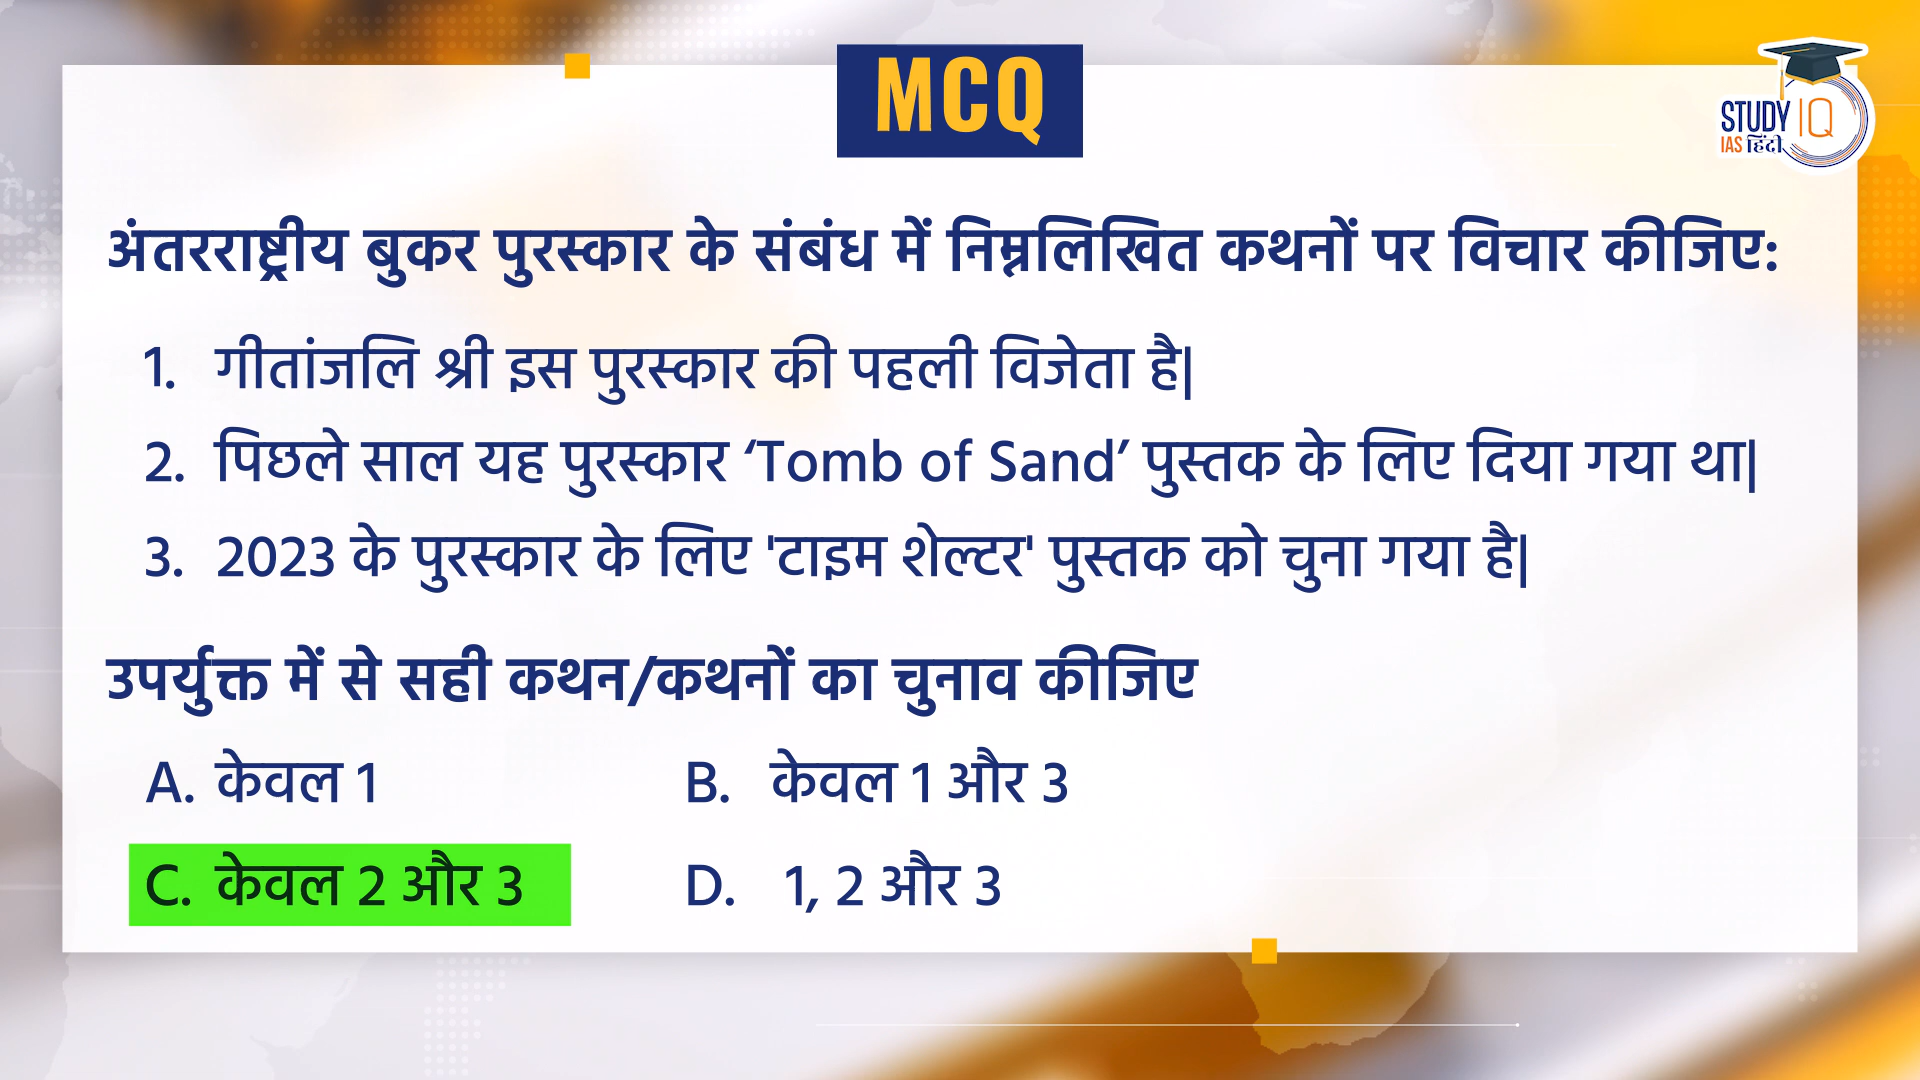 MCQ
STUDY IQ
IAS हिंदी
अंतरराष्ट्रीय बुकर पुरस्कार के संबंध में निम्नलिखित कथनों पर विचार कीजिए:
1. गीतांजलि श्री इस पुरस्कार की पहली विजेता है|
2. पिछले साल यह पुरस्कार ‘Tomb of Sand’ पुस्तक के लिए दिया गया था|
3. 2023 के पुरस्कार के लिए 'टाइम शेल्टर' पुस्तक को चुना गया है|
उपर्युक्त में से सही कथन/कथनों का चुनाव कीजिए
A. केवल 1 B. केवल 1 और 3
C. केवल 2 और 3 D. 1, 2 और 3